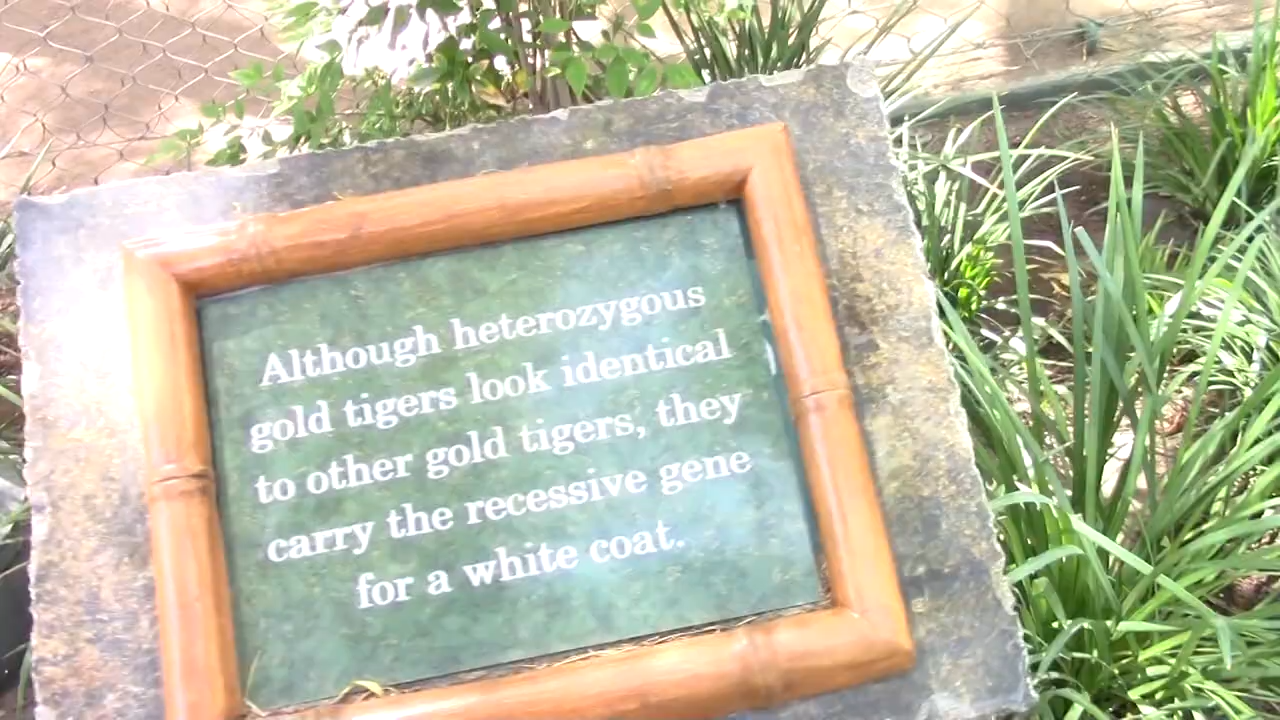 Although heterozygous
gold tigers look identical
to other gold tigers, they
carry the recessive gene
for a white coat.